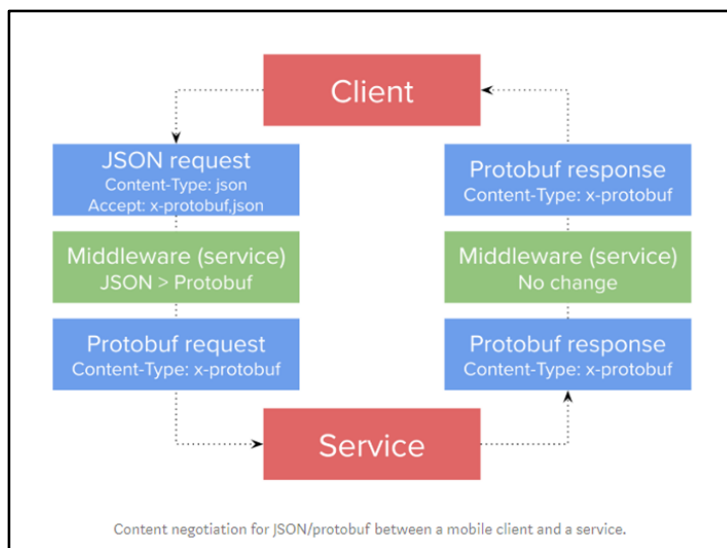 Client
JSON request
Content-Type: json
Accept: x-protobuf,json
Middleware (service)
JSON > Protobuf
Protobuf request
Content-Type: x-protobuf
Service
Protobuf response
Content-Type: x-protobuf
Middleware (service)
No change
Protobuf response
Content-Type: x-protobuf
Content negotiation for JSON/protobuf between a mobile client and a service.